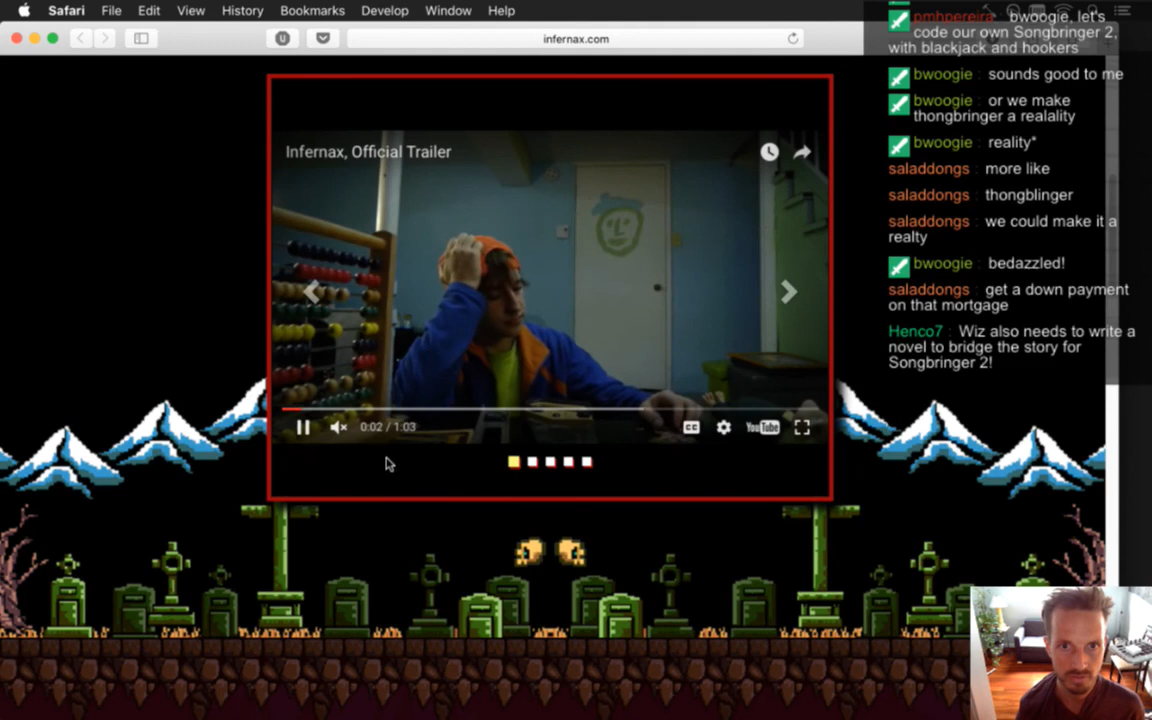 Safari File Edit View History Bookmarks Develop Window Help
infernax.com
Infernax, Official Trailer
0:02 / 1:03
CC
YouTube
pmhpereira: bwoogie, let's
code our own Songbringer 2,
with blackjack and hookers
bwoogie: sounds good to me
bwoogie: or we make
thongbringer a realality
bwoogie: reality*
saladdongs: more like
saladdongs: thongblinger
saladdongs: we could make it a
realty
bwoogie: bedazzled!
saladdongs: get a down payment
on that mortgage
Henco7: Wiz also needs to write a
novel to bridge the story for
Songbringer 2!